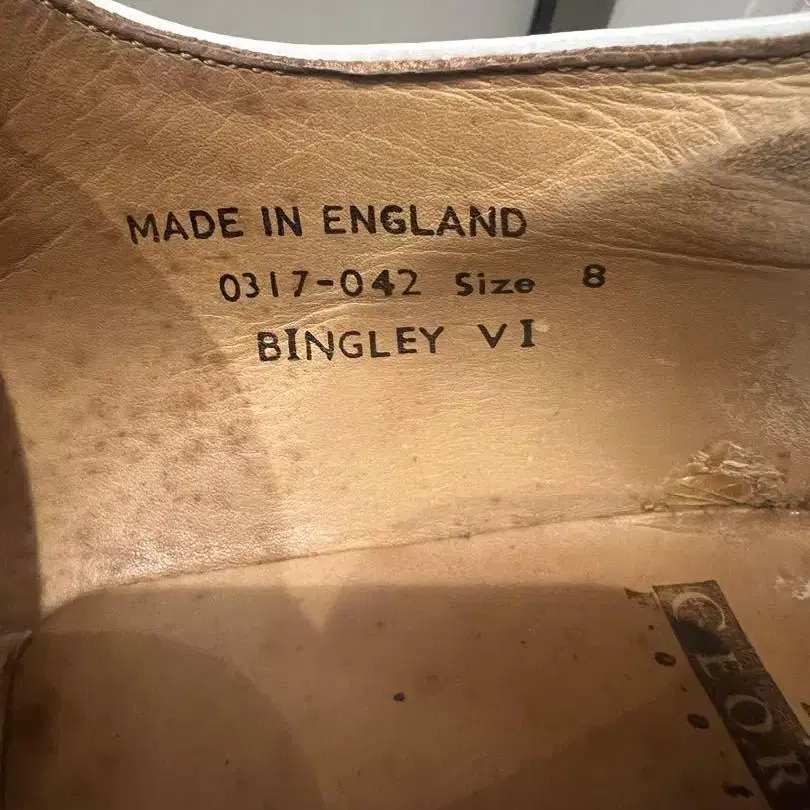 MADE IN ENGLAND
0317-042 Size 8
BINGLEY VI
GEOR